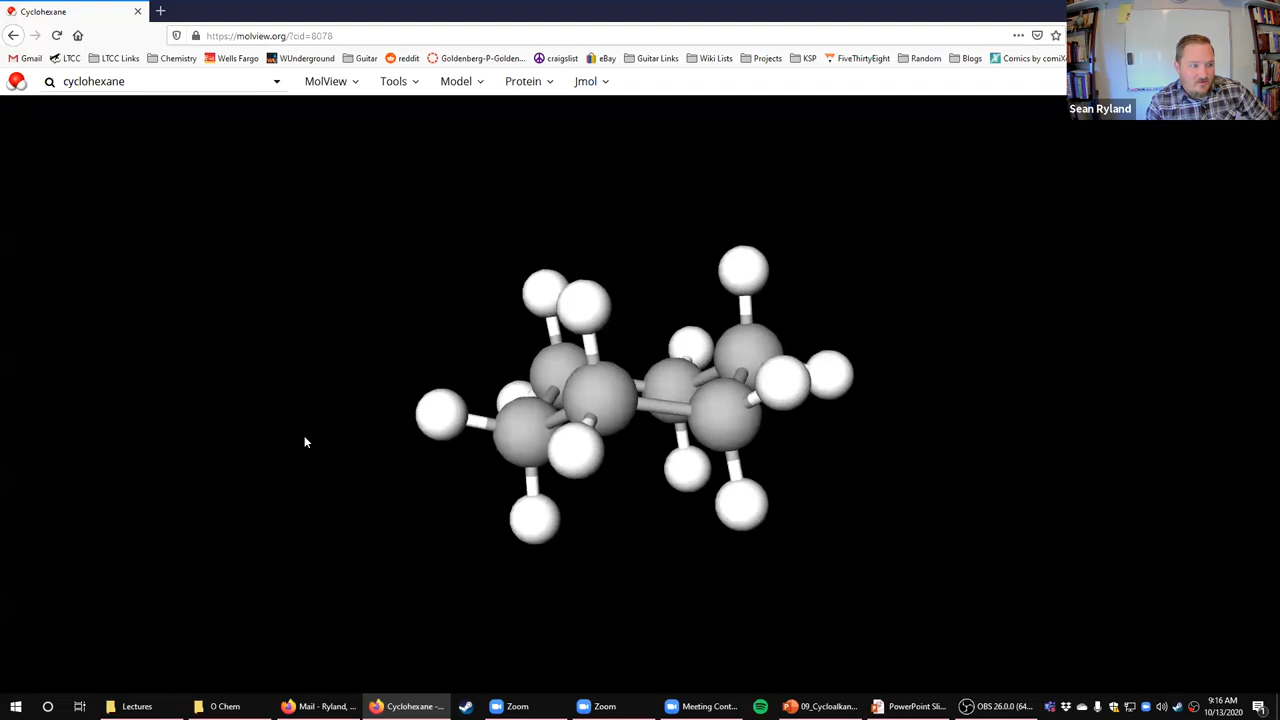 Cyclohexane
https://molview.org/?cid=8078
Gmail LTCC LTCC Links Chemistry Wells Fargo WUnderground Guitar reddit Goldenberg-P-Golden... craigslist eBay Guitar Links Projects Wiki Lists KSP FiveThirtyEight Random Blogs Comics by comiX
cyclohexane MolView Tools Model Protein Jmol
Sean Ryland
Lectures O Chem Mail - Ryland, ... Cyclohexane -... Zoom Zoom Meeting Cont... 09_Cycloalkan... PowerPoint Sli... OBS 26.0.0 (64... 9:16 AM
10/13/2020